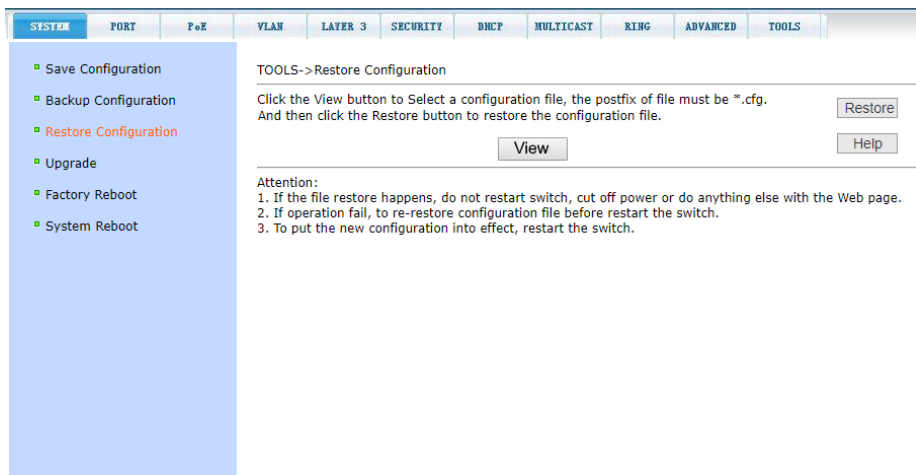 SYSTEM PORT PoE VLAN LAYER 3 SECURITY DHCP MULTICAST RING ADVANCED TOOLS
Save Configuration
Backup Configuration
Restore Configuration
Upgrade
Factory Reboot
System Reboot
TOOLS->Restore Configuration
Click the View button to Select a configuration file, the postfix of file must be *.cfg.
And then click the Restore button to restore the configuration file.
Restore
View
Help
Attention:
1. If the file restore happens, do not restart switch, cut off power or do anything else with the Web page.
2. If operation fail, to re-restore configuration file before restart the switch.
3. To put the new configuration into effect, restart the switch.